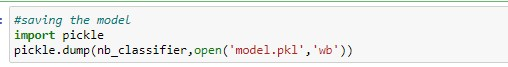 #saving the model
import pickle
pickle.dump(nb_classifier,open('model.pkl','wb'))